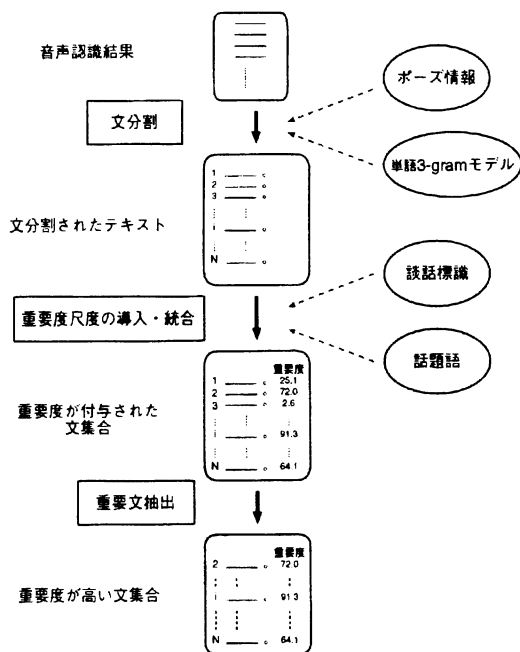 音声認識結果
ポーズ情報
文分割
単語3-gramモデル
1
2
3
文分割されたテキスト
i
N
談話標識
重要度尺度の導入・統合
話題語
重要度
1 25.1
2 72.0
3 2.6
重要度が付与された
文集合
i 91.3
N 64.1
重要文抽出
重要度
2 72.0
重要度が高い文集合
i 91.3
N 64.1